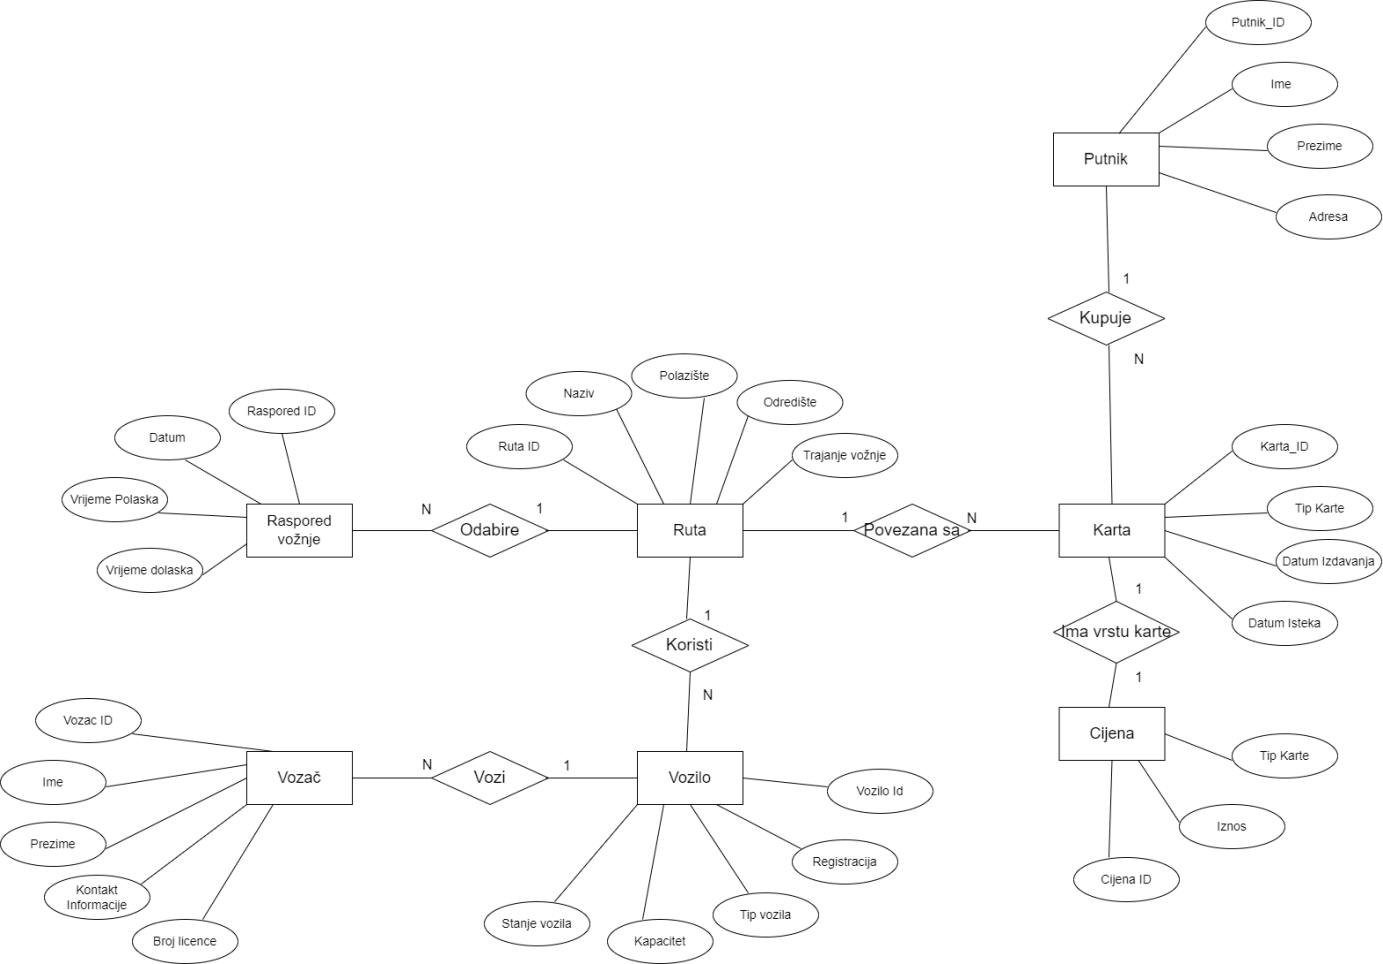 Putnik_ID
Ime
Prezime
Putnik
Adresa
1
Kupuje
N
Polazište
Naziv
Odredište
Raspored ID
Datum
Ruta ID
Trajanje vožnje
Karta_ID
Vrijeme Polaska
Tip Karte
Raspored
vožnje
N
Odabire
1
Ruta
1
Povezana sa
N
Karta
Datum Izdavanja
Vrijeme dolaska
1
1
Datum Isteka
Ima vrstu karte
Koristi
1
N
Vozac ID
Cijena
Tip Karte
Ime
Vozač
N
Vozi
1
Vozilo
Vozilo Id
Iznos
Prezime
Registracija
Cijena ID
Kontakt
Informacije
Tip vozila
Stanje vozila
Broj licence
Kapacitet